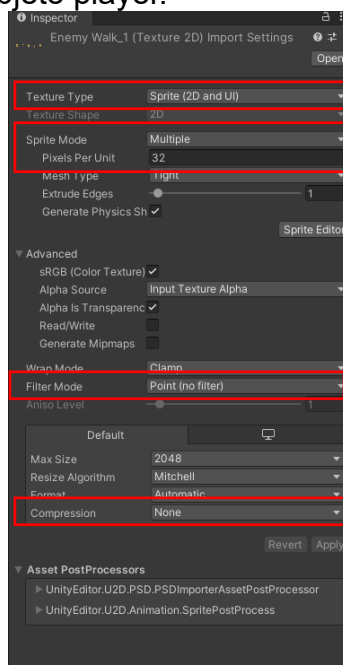 objeto player.
Inspector
Enemy Walk_1 (Texture 2D) Import Settings
Open
Texture Type Sprite (2D and UI)
Texture Shape 2D
Sprite Mode Multiple
Pixels Per Unit 32
Mesh Type Tight
Extrude Edges 1
Generate Physics Sh
Sprite Editor
Advanced
sRGB (Color Texture)
Alpha Source Input Texture Alpha
Alpha Is Transparenc
Read/Write
Generate Mipmaps
Wrap Mode Clamp
Filter Mode Point (no filter)
Aniso Level 1
Default
Max Size 2048
Resize Algorithm Mitchell
Format Automatic
Compression None
Revert Apply
Asset PostProcessors
UnityEditor.U2D.PSD.PSDImporterAssetPostProcessor
UnityEditor.U2D.Animation.SpritePostProcess